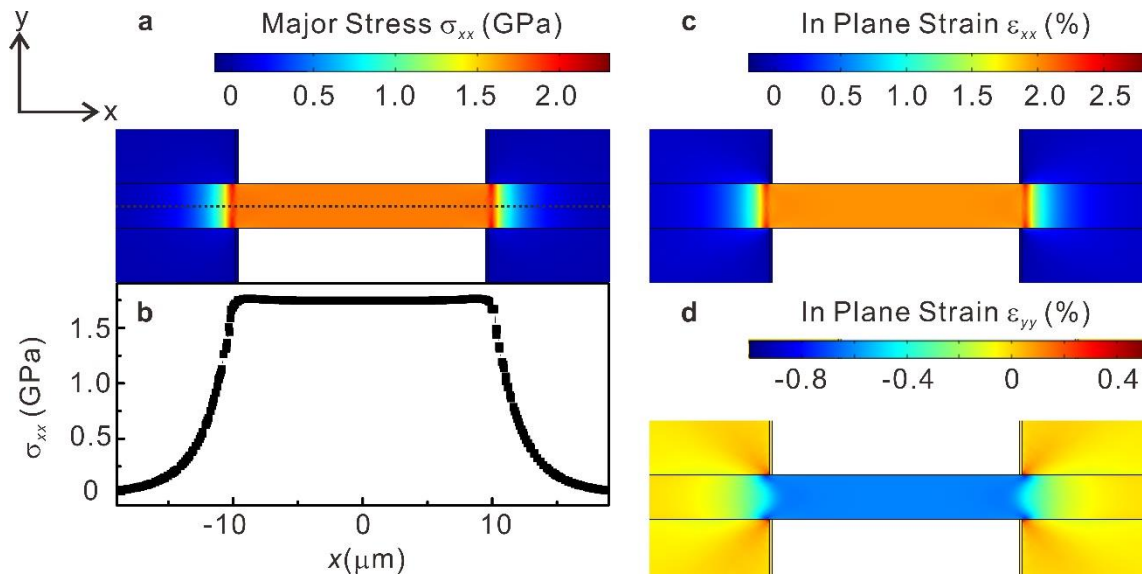 y
x
a
Major Stress σxx (GPa)
0 0.5 1.0 1.5 2.0
b
σxx (GPa)
1.5
1.0
0.5
0
-10 0 10
x(μm)
c
In Plane Strain εxx (%)
0 0.5 1.0 1.5 2.0 2.5
d
In Plane Strain εyy (%)
-0.8 -0.4 0 0.4